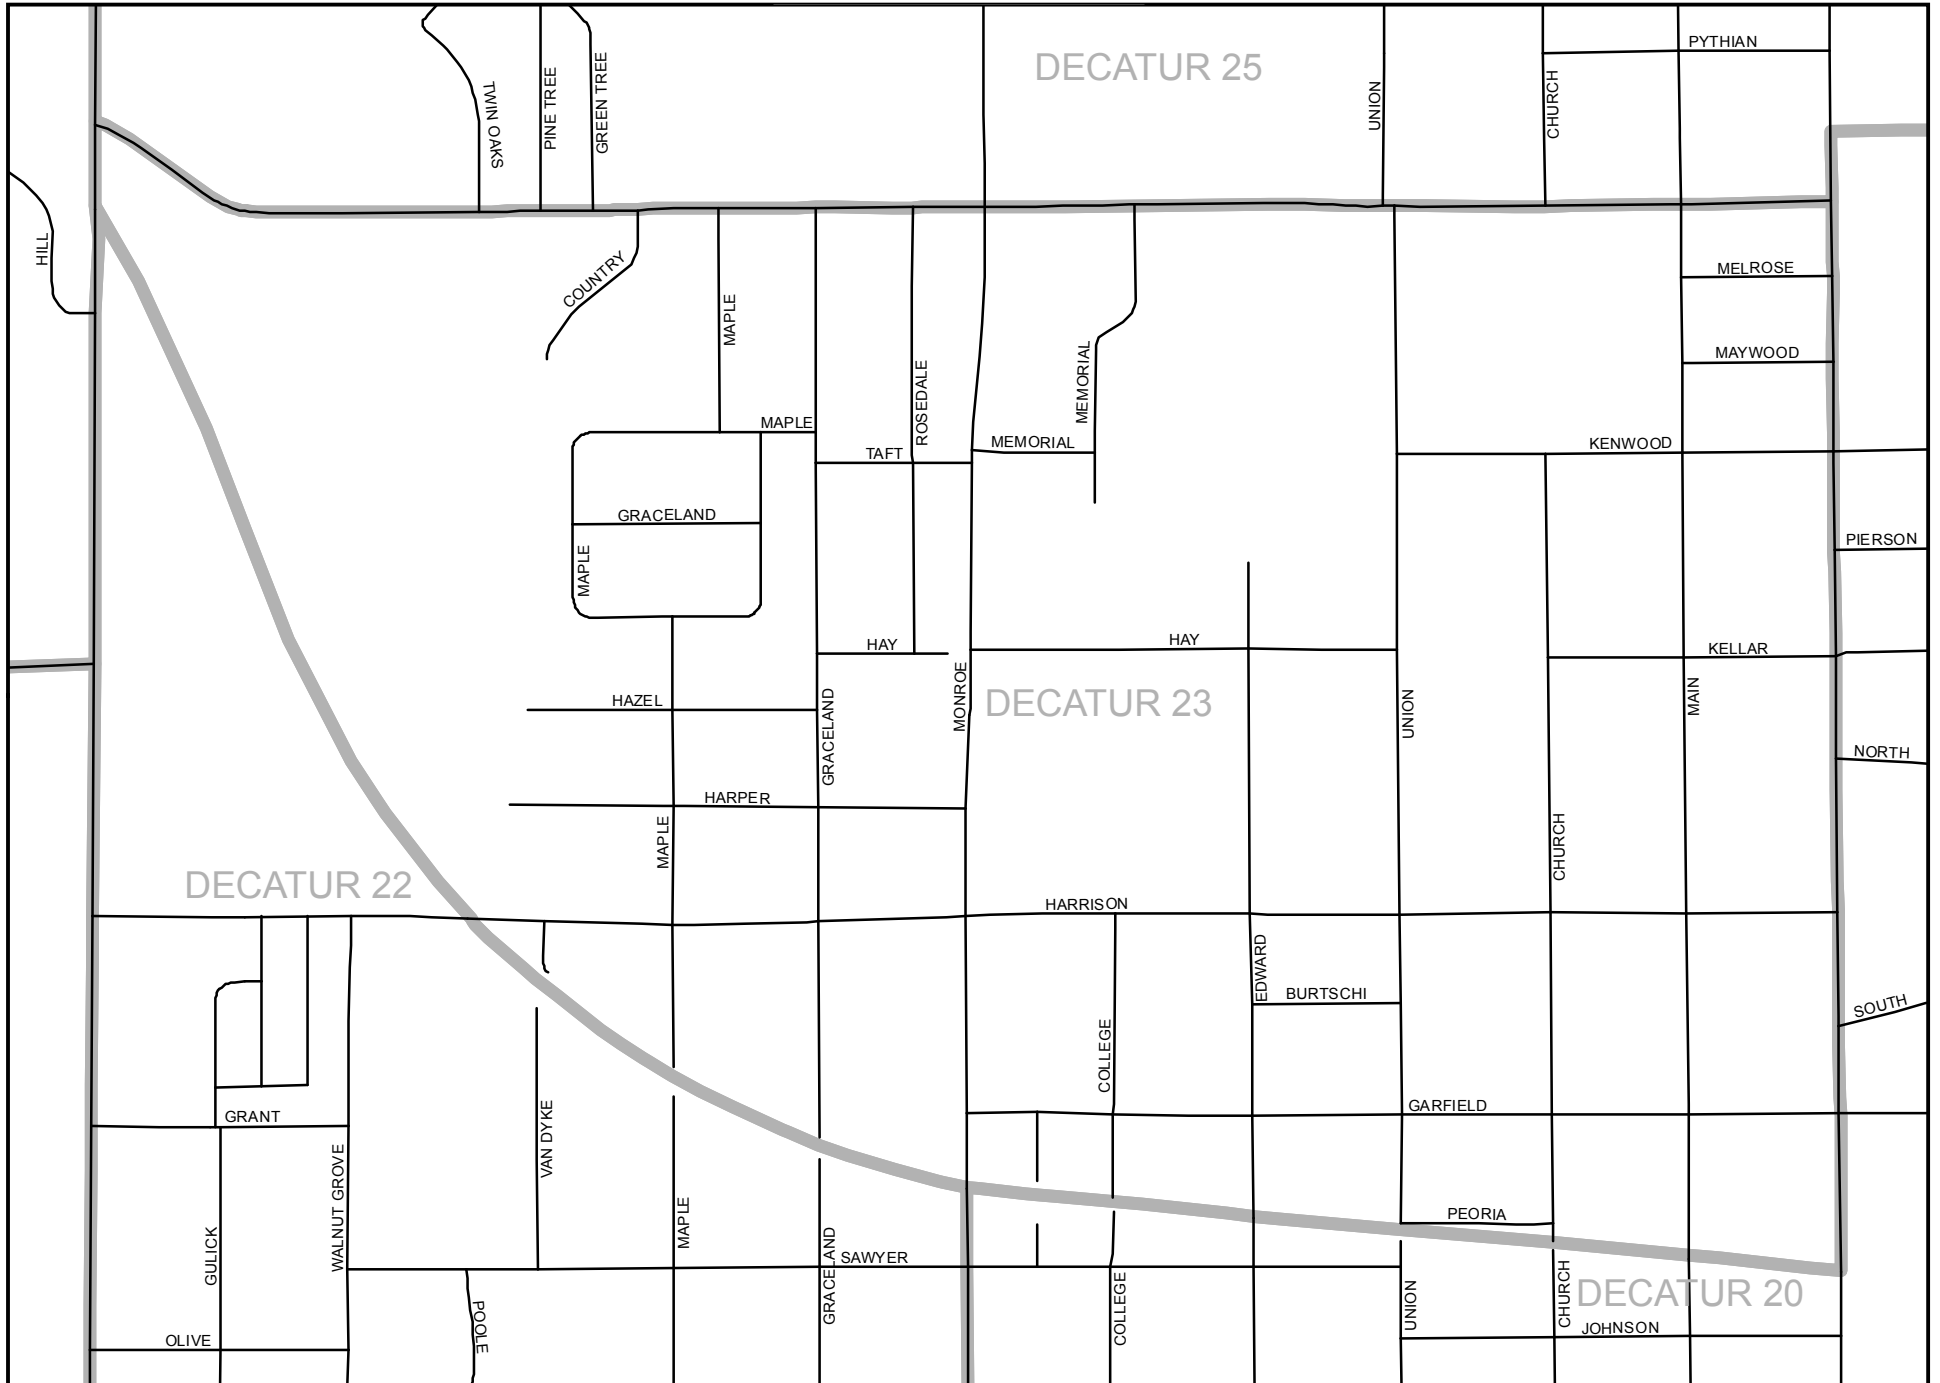 PYTHIAN
DECATUR 25
TWIN OAKS
PINE TREE
GREEN TREE
UNION
CHURCH
HILL
COUNTRY
MELROSE
MAPLE
MAYWOOD
MEMORIAL
ROSEDALE
MAPLE
MEMORIAL
KENWOOD
TAFT
GRACELAND
PIERSON
MAPLE
HAY
HAY
KELLAR
MONROE
HAZEL
DECATUR 23
UNION
MAIN
GRACELAND
NORTH
HARPER
MAPLE
CHURCH
DECATUR 22
HARRISON
EDWARD
BURTSCHI
SOUTH
COLLEGE
GARFIELD
GRANT
VAN DYKE
WALNUT GROVE
PEORIA
MAPLE
GULICK
SAWYER
GRACELAND
COLLEGE
UNION
CHURCH
DECATUR 20
POOLE
JOHNSON
OLIVE